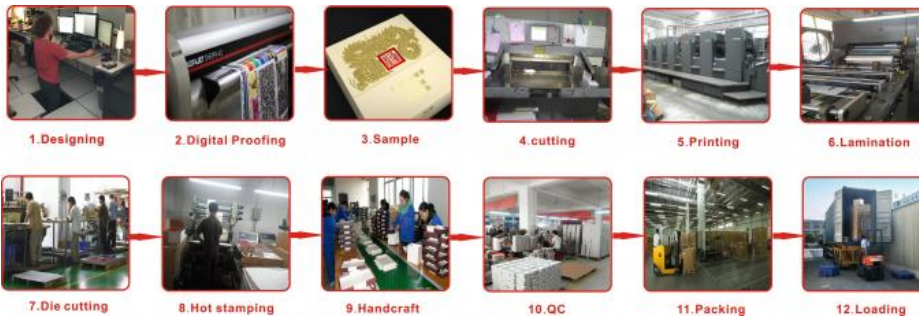 1.Designing
2.Digital Proofing
3.Sample
4.cutting
5.Printing
6.Lamination
7.Die cutting
8.Hot stamping
9.Handcraft
10.QC
11.Packing
12.Loading